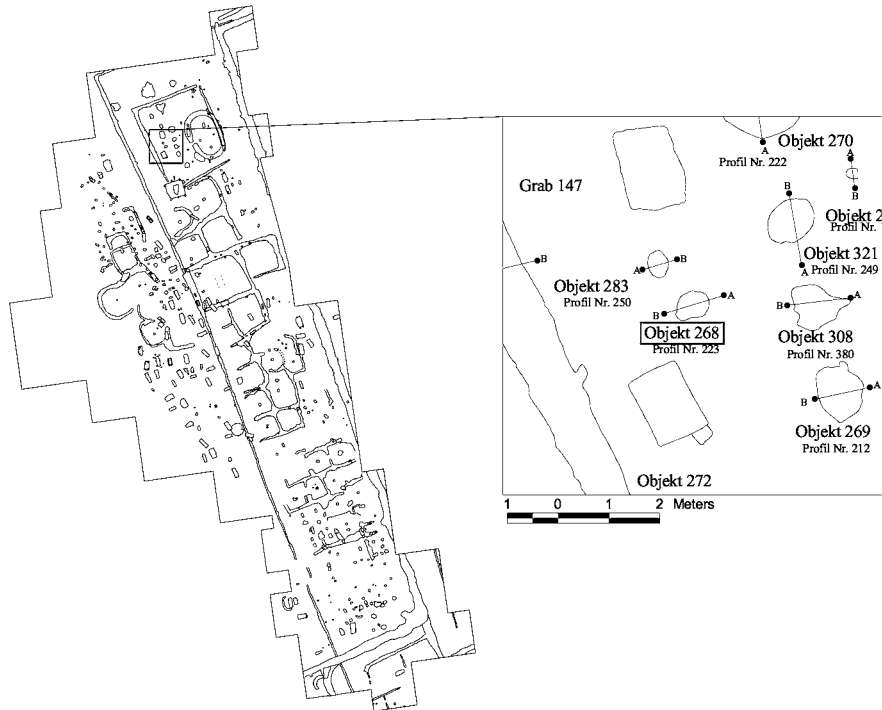 Objekt 270
A
Profil Nr. 222
A
Grab 147
B
B
Objekt 2
Profil Nr.
Objekt 321
A
Profil Nr. 249
B
A
B
Objekt 283
Profil Nr. 250
A
B
Objekt 268
Profil Nr. 223
A
B
Objekt 308
Profil Nr. 380
A
B
Objekt 269
Profil Nr. 212
Objekt 272
1 0 1 2 Meters